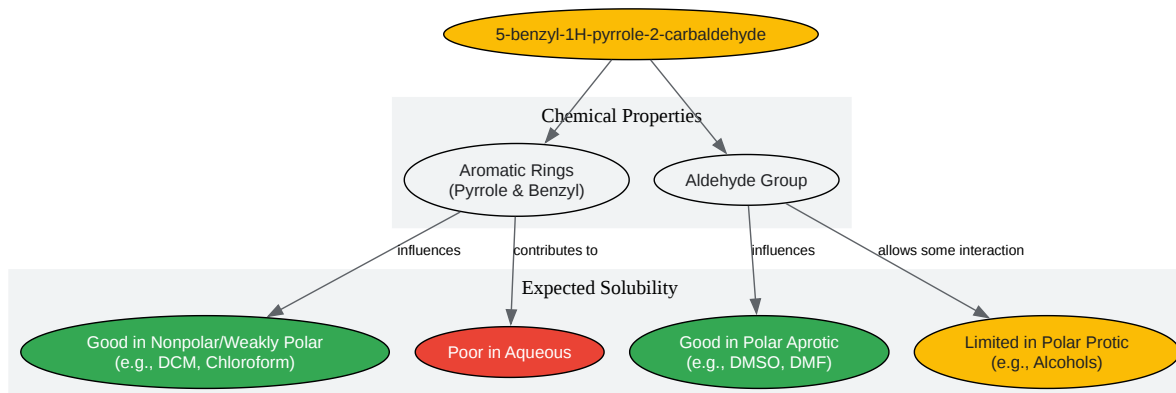 5-benzyl-1H-pyrrole-2-carbaldehyde
Chemical Properties
Aromatic Rings
(Pyrrole & Benzyl)
Aldehyde Group
influences
contributes to
influences
allows some interaction
Expected Solubility
Good in Nonpolar/Weakly Polar
(e.g., DCM, Chloroform)
Poor in Aqueous
Good in Polar Aprotic
(e.g., DMSO, DMF)
Limited in Polar Protic
(e.g., Alcohols)